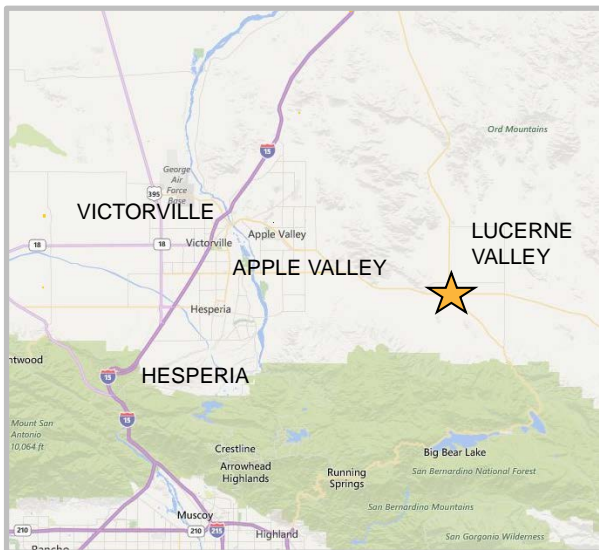 Ord Mountains
15
George
Air
Force
Base
395
VICTORVILLE
LUCERNE
VALLEY
18
18
Victorville
Apple Valley
APPLE VALLEY
Hesperia
ntwood
HESPERIA
15
15
Mount San
Antonio
10,064 ft
Crestline
Arrowhead
Highlands
Big Bear Lake
Running
Springs
San Bernardino National Forest
Muscoy
San Bernardino Mountains
210
210
215
Highland
San Gorgonio Wilderness
Rancho